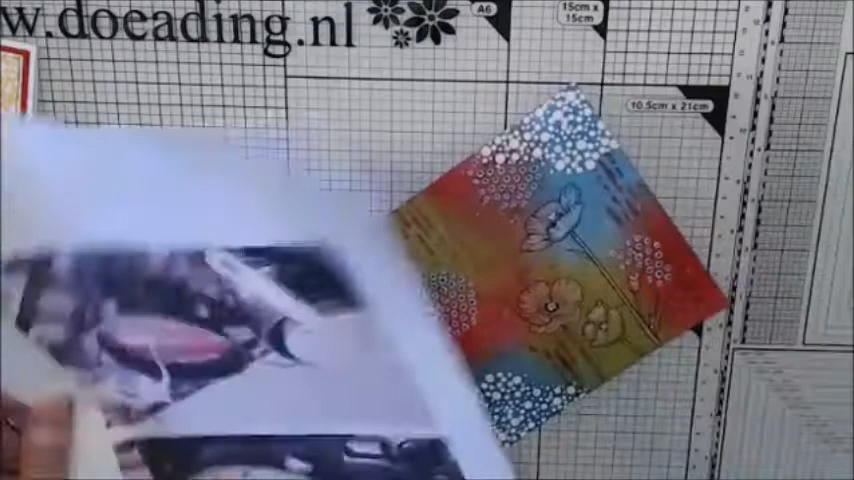 w.doeading.nl
A6
15cm x
15cm
10.5cm x 21cm